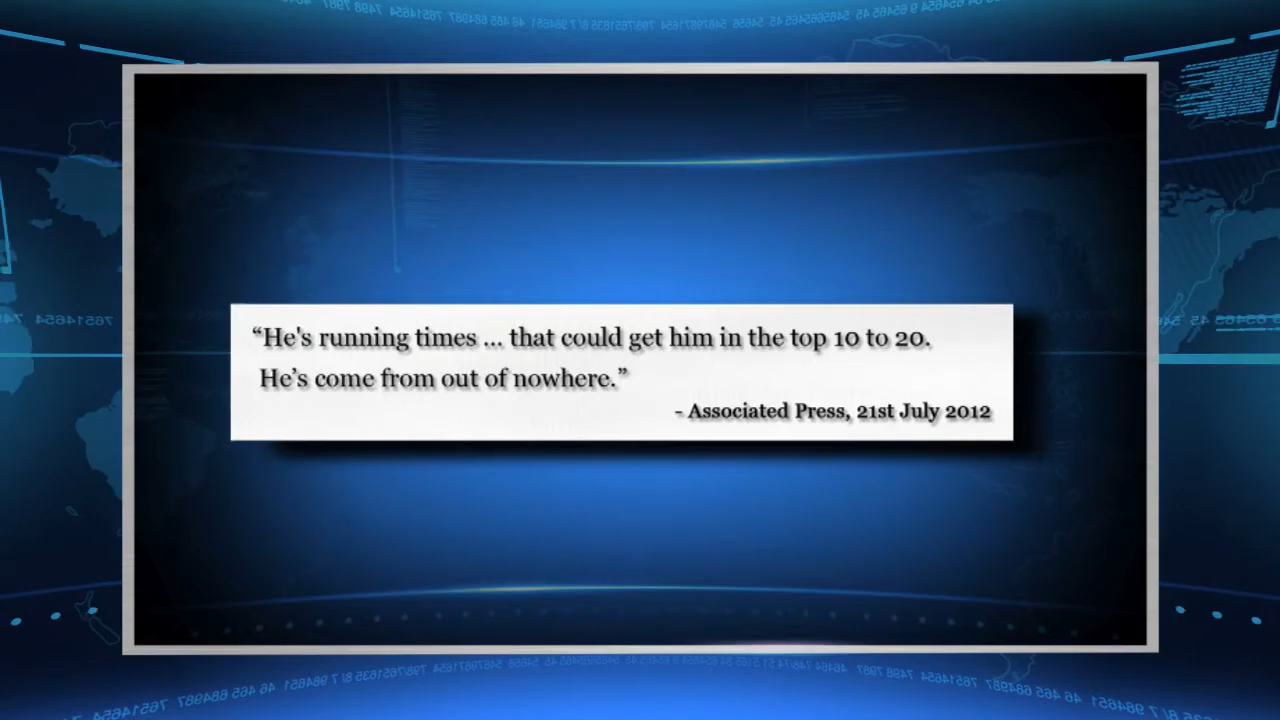 “He's running times ... that could get him in the top 10 to 20.
He’s come from out of nowhere.”
- Associated Press, 21st July 2012